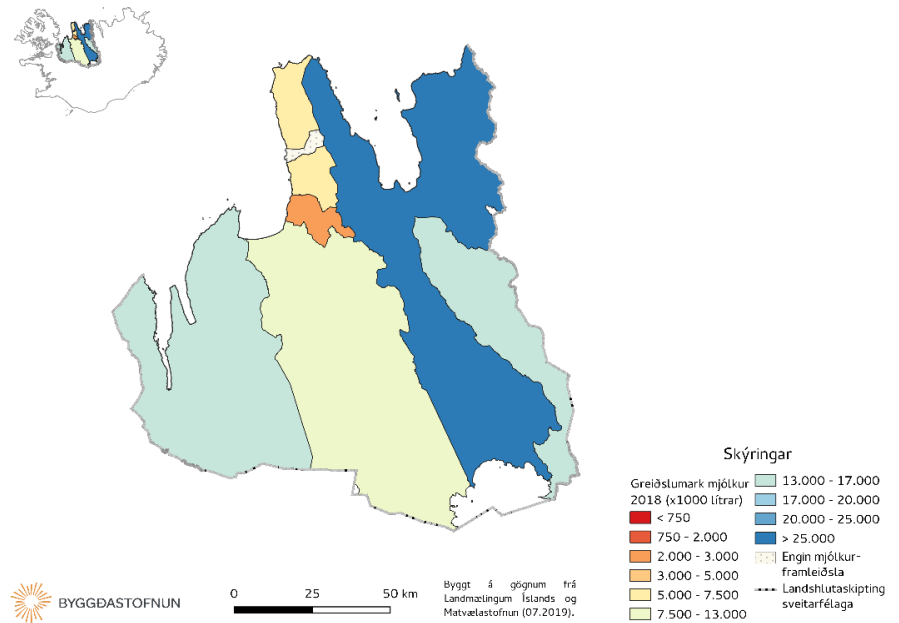 Skýringar
Greiðslumark mjólkur
2018 (x1000 lítrar)
< 750
750 - 2.000
2.000 - 3.000
3.000 - 5.000
5.000 - 7.500
7.500 - 13.000
13.000 - 17.000
17.000 - 20.000
20.000 - 25.000
> 25.000
Engin mjólkur-
framleiðsla
Landshlutaskipting
sveitarfélaga
BYGGÐASTOFNUN
0 25 50 km
Byggt á gögnum frá
Landmælingum Íslands og
Matvælastofnun (07.2019).